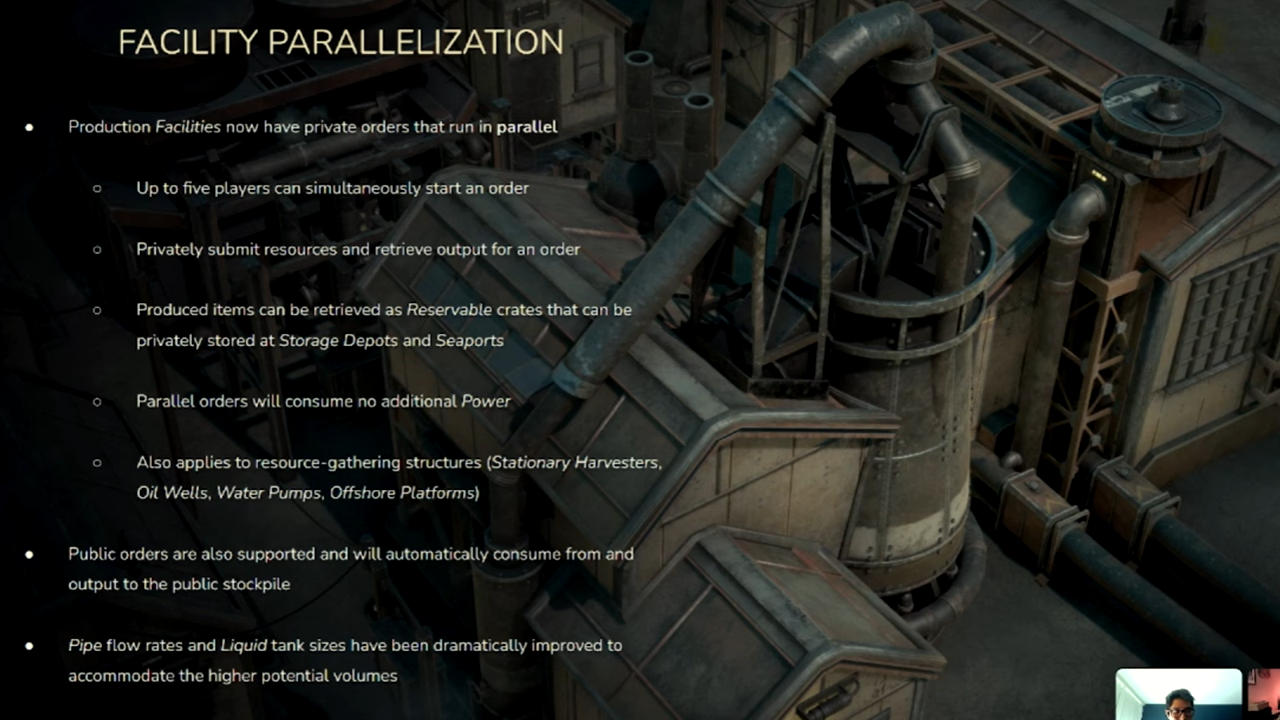 FACILITY PARALLELIZATION
● Production Facilities now have private orders that run in parallel
○ Up to five players can simultaneously start an order
○ Privately submit resources and retrieve output for an order
○ Produced items can be retrieved as Reservable crates that can be
privately stored at Storage Depots and Seaports
○ Parallel orders will consume no additional Power
○ Also applies to resource-gathering structures (Stationary Harvesters,
Oil Wells, Water Pumps, Offshore Platforms)
● Public orders are also supported and will automatically consume from and
output to the public stockpile
● Pipe flow rates and Liquid tank sizes have been dramatically improved to
accommodate the higher potential volumes